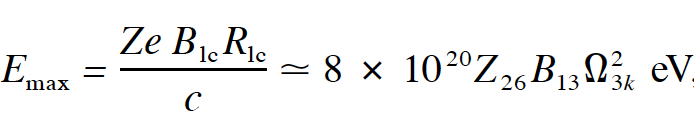 E_max = Ze B_lc R_lc / c ≃ 8 × 10^20 Z_26 B_13 Ω_3k^2 eV,